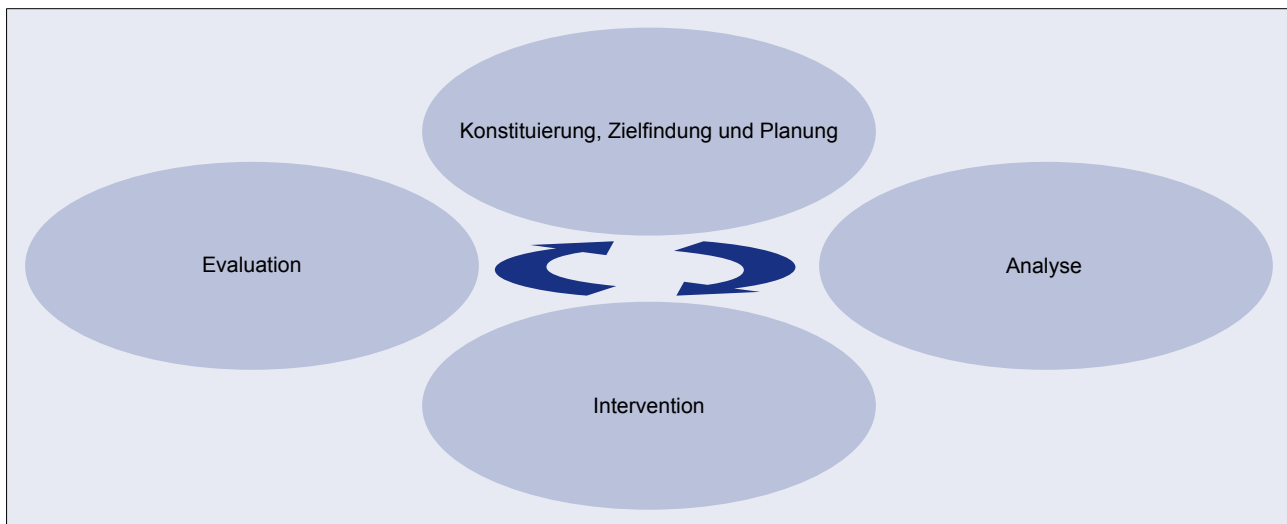 Konstituierung, Zielfindung und Planung
Evaluation
Analyse
Intervention